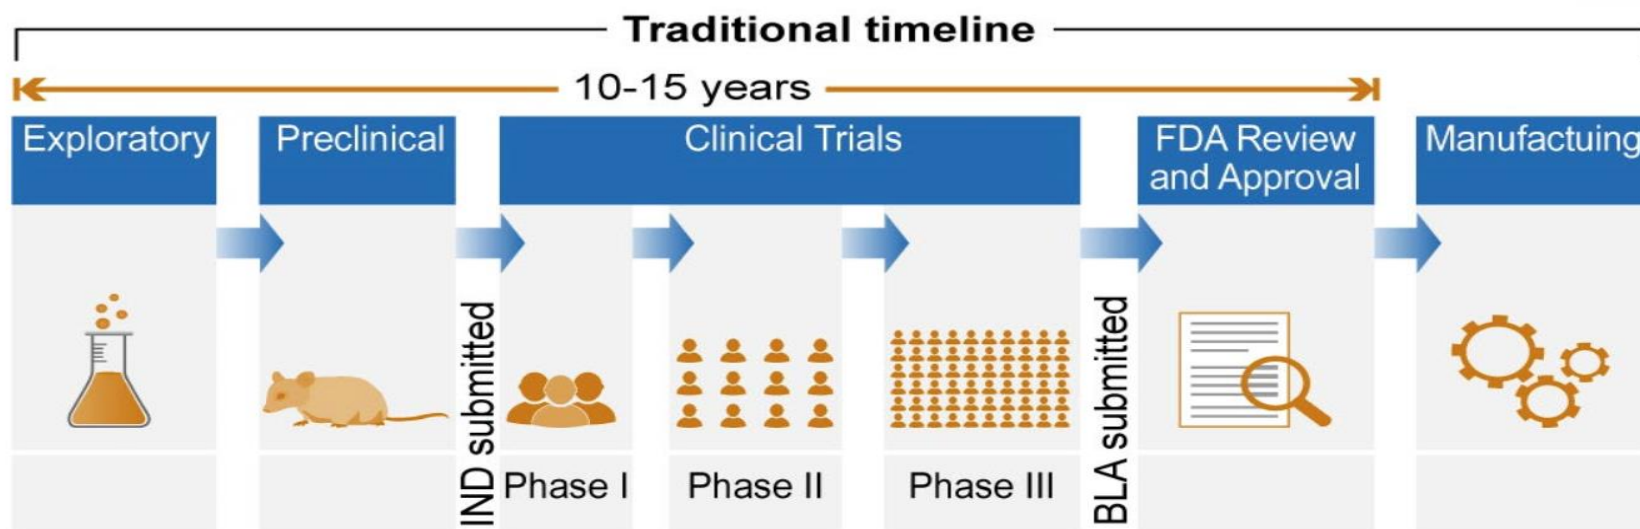 Traditional timeline
10-15 years
Exploratory
Preclinical
Clinical Trials
FDA Review
and Approval
Manufactuing
IND submitted
BLA submitted
Phase I
Phase II
Phase III